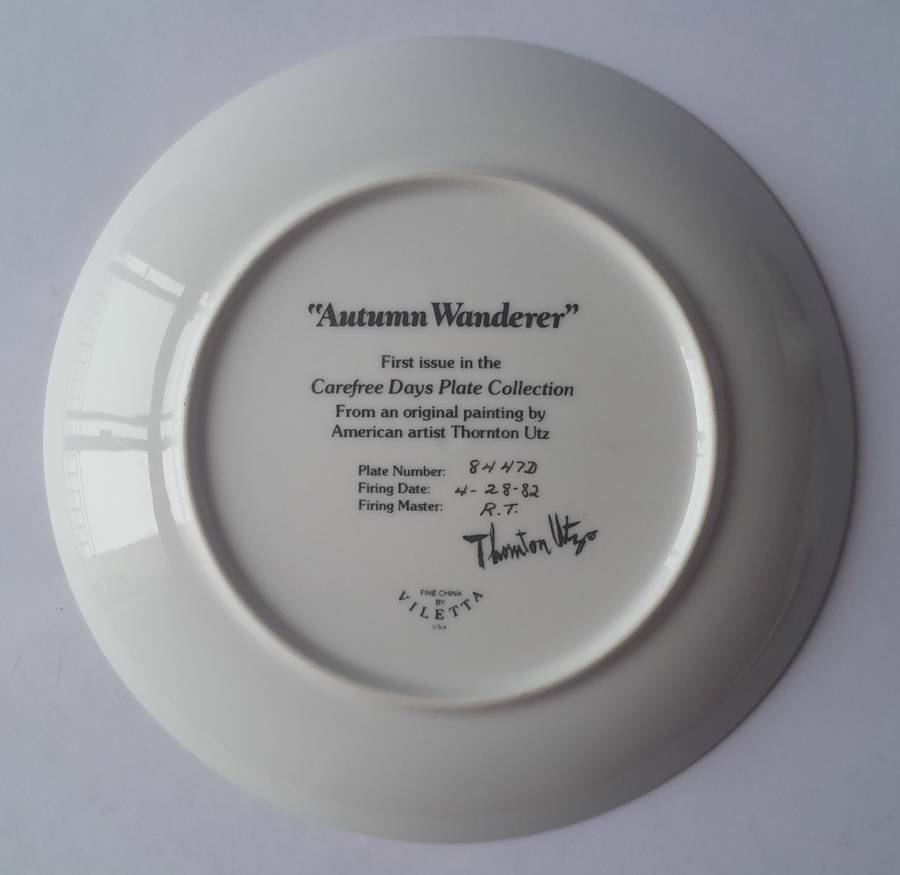 "Autumn Wanderer"
First issue in the
Carefree Days Plate Collection
From an original painting by
American artist Thornton Utz
Plate Number: 8447D
Firing Date: 4-28-82
Firing Master: R.T.
Thornton Utz
FINE CHINA
BY
VILETTA
USA